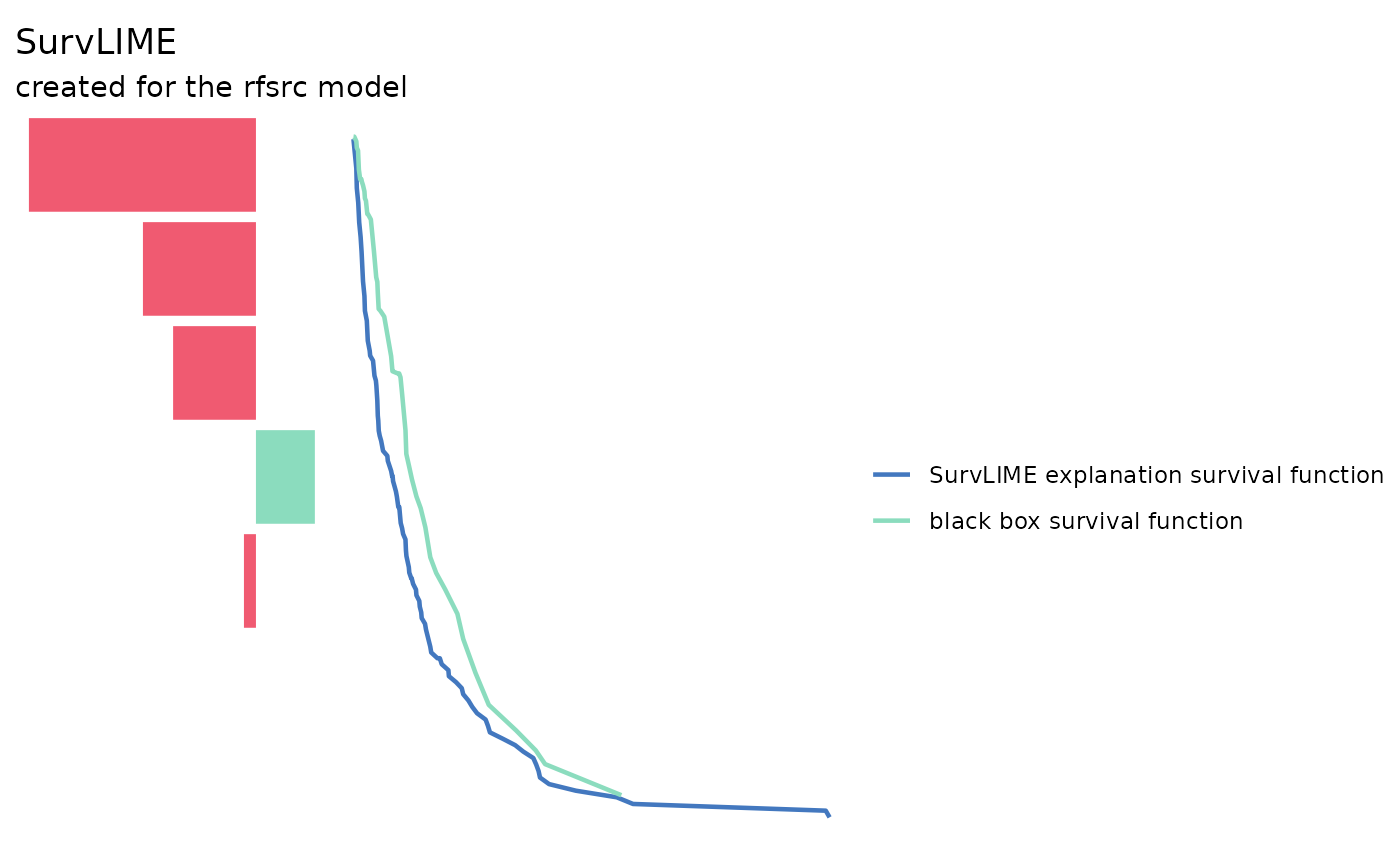 SurvLIME
created for the rfsrc model
SurvLIME explanation survival function
black box survival function